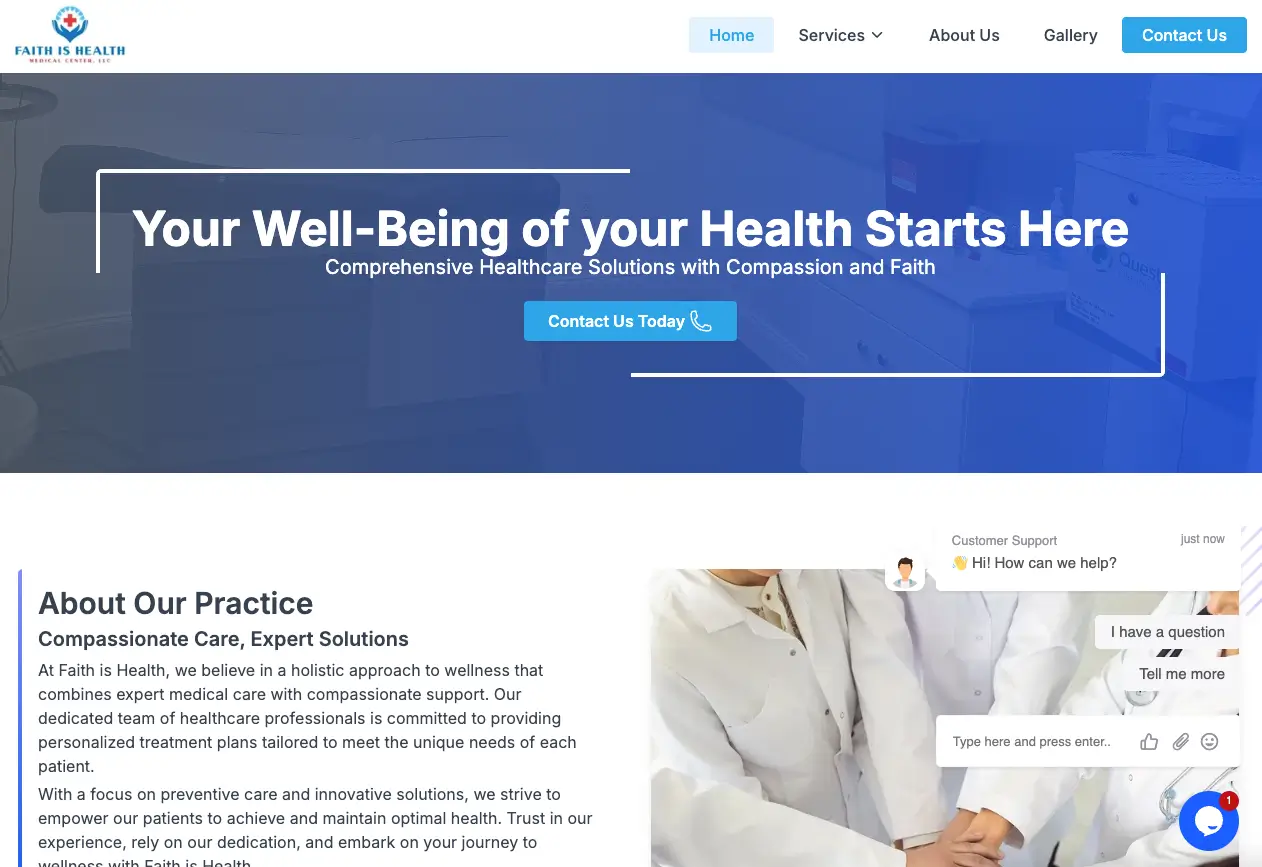 FAITH IS HEALTH
MEDICAL CENTER, LLC
Home
Services
About Us
Gallery
Contact Us
Your Well-Being of your Health Starts Here
Comprehensive Healthcare Solutions with Compassion and Faith
Contact Us Today
Quest
About Our Practice
Compassionate Care, Expert Solutions
At Faith is Health, we believe in a holistic approach to wellness that
combines expert medical care with compassionate support. Our
dedicated team of healthcare professionals is committed to providing
personalized treatment plans tailored to meet the unique needs of each
patient.
With a focus on preventive care and innovative solutions, we strive to
empower our patients to achieve and maintain optimal health. Trust in our
experience, rely on our dedication, and embark on your journey to
wellness with Faith is Health.
Customer Support
just now
👋 Hi! How can we help?
I have a question
Tell me more
Type here and press enter..
1